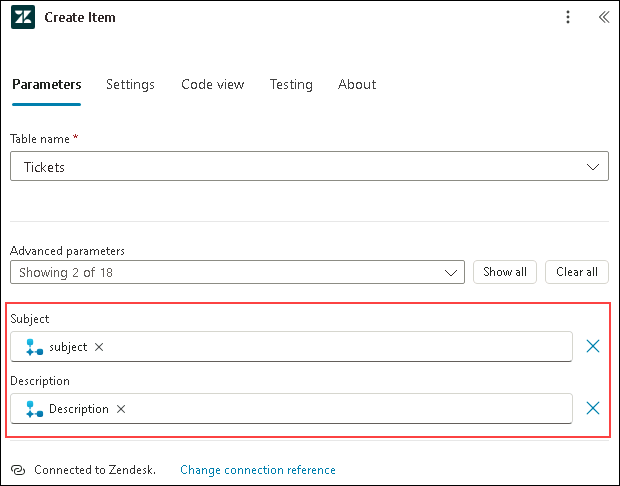 Create Item
Parameters Settings Code view Testing About
Table name *
Tickets
Advanced parameters
Showing 2 of 18 Show all Clear all
Subject
subject
Description
Description
Connected to Zendesk. Change connection reference